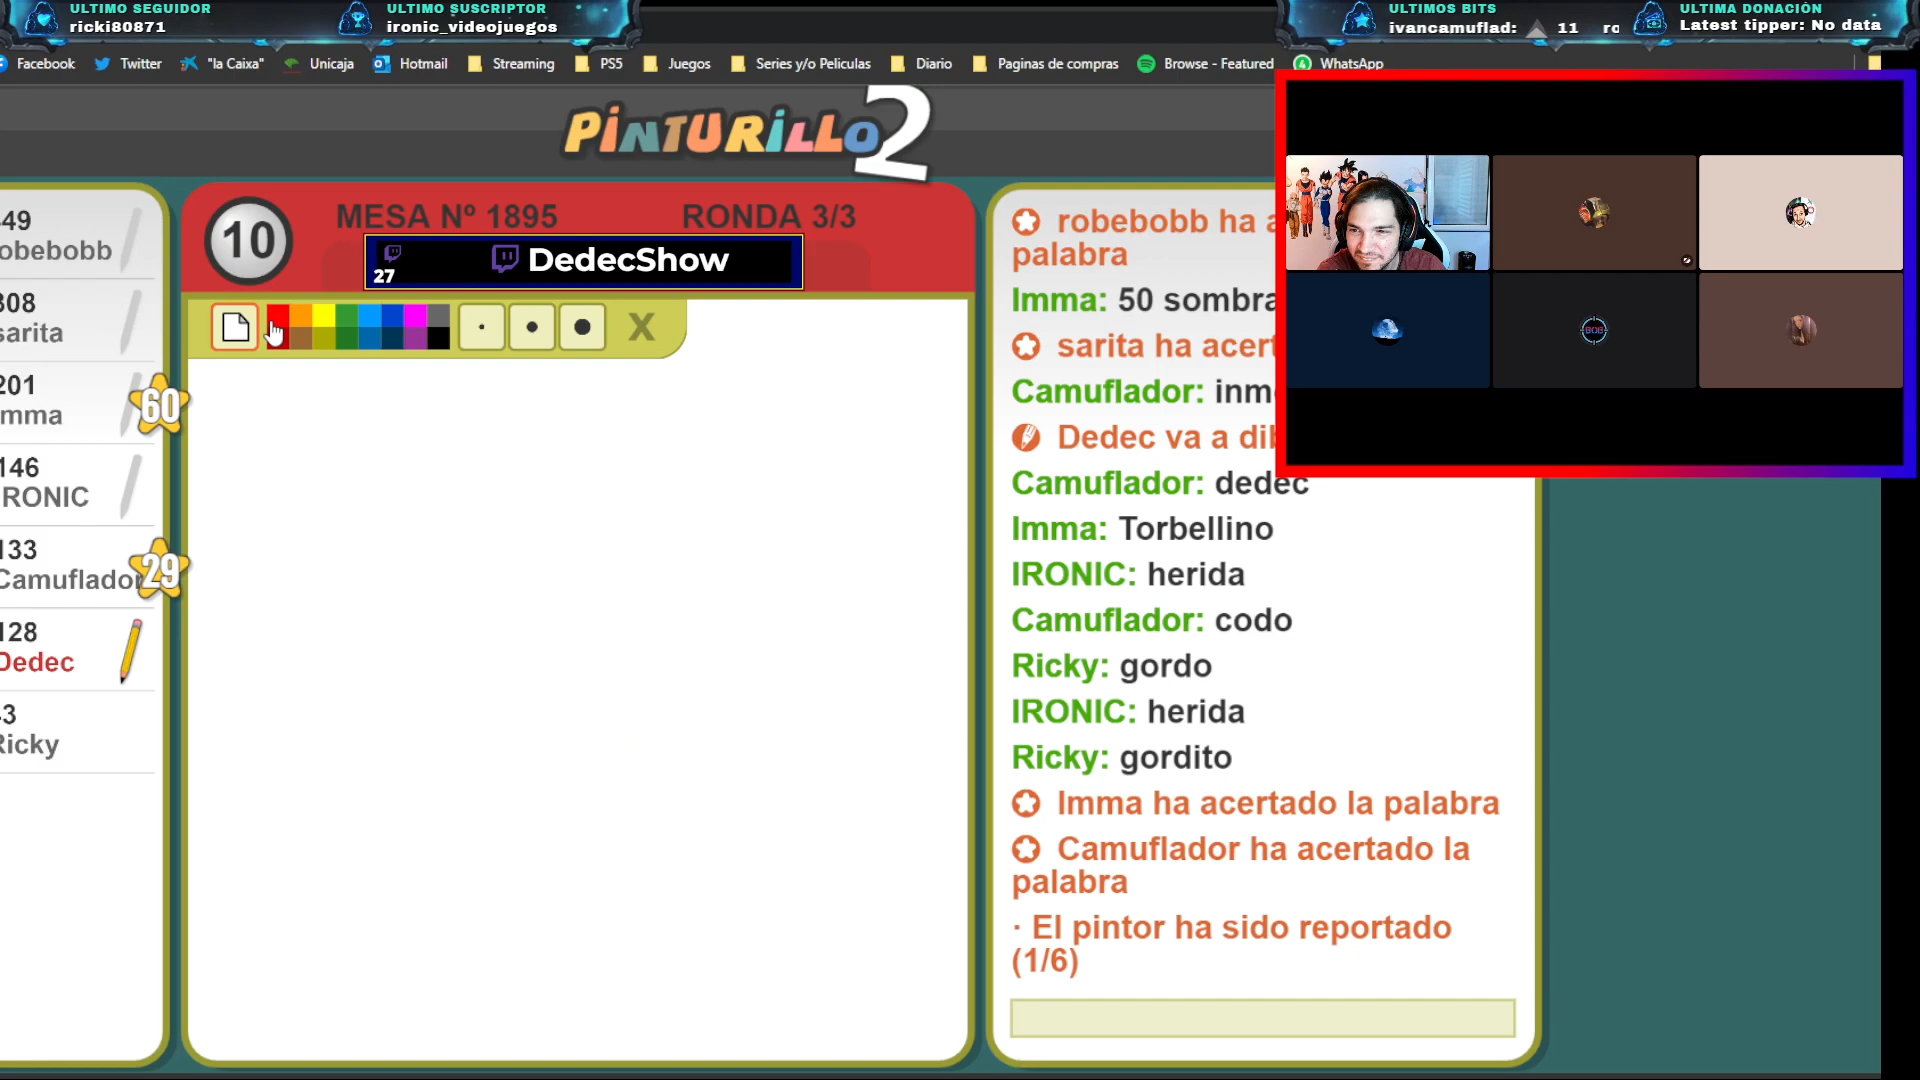 ULTIMO SEGUIDOR
ricki80871
ULTIMO SUSCRIPTOR
ironic_videojuegos
ULTIMOS BITS
ivancamuflad: 11 ro
ULTIMA DONACIÓN
Latest tipper: No data
Facebook Twitter "la Caixa" Unicaja Hotmail Streaming PS5 Juegos Series y/o Peliculas Diario Paginas de compras Browse - Featured WhatsApp
PINTURILLO 2
49
obebobb
308
sarita
201
mma
60
146
RONIC
133
Camuflador
29
128
Dedec
3
Ricky
10
MESA Nº 1895
RONDA 3/3
27
DedecShow
X
robebobb ha a
palabra
Imma: 50 sombra
sarita ha acert
Camuflador: inm
Dedec va a dib
Camuflador: dedec
Imma: Torbellino
IRONIC: herida
Camuflador: codo
Ricky: gordo
IRONIC: herida
Ricky: gordito
Imma ha acertado la palabra
Camuflador ha acertado la
palabra
· El pintor ha sido reportado
(1/6)
BOB